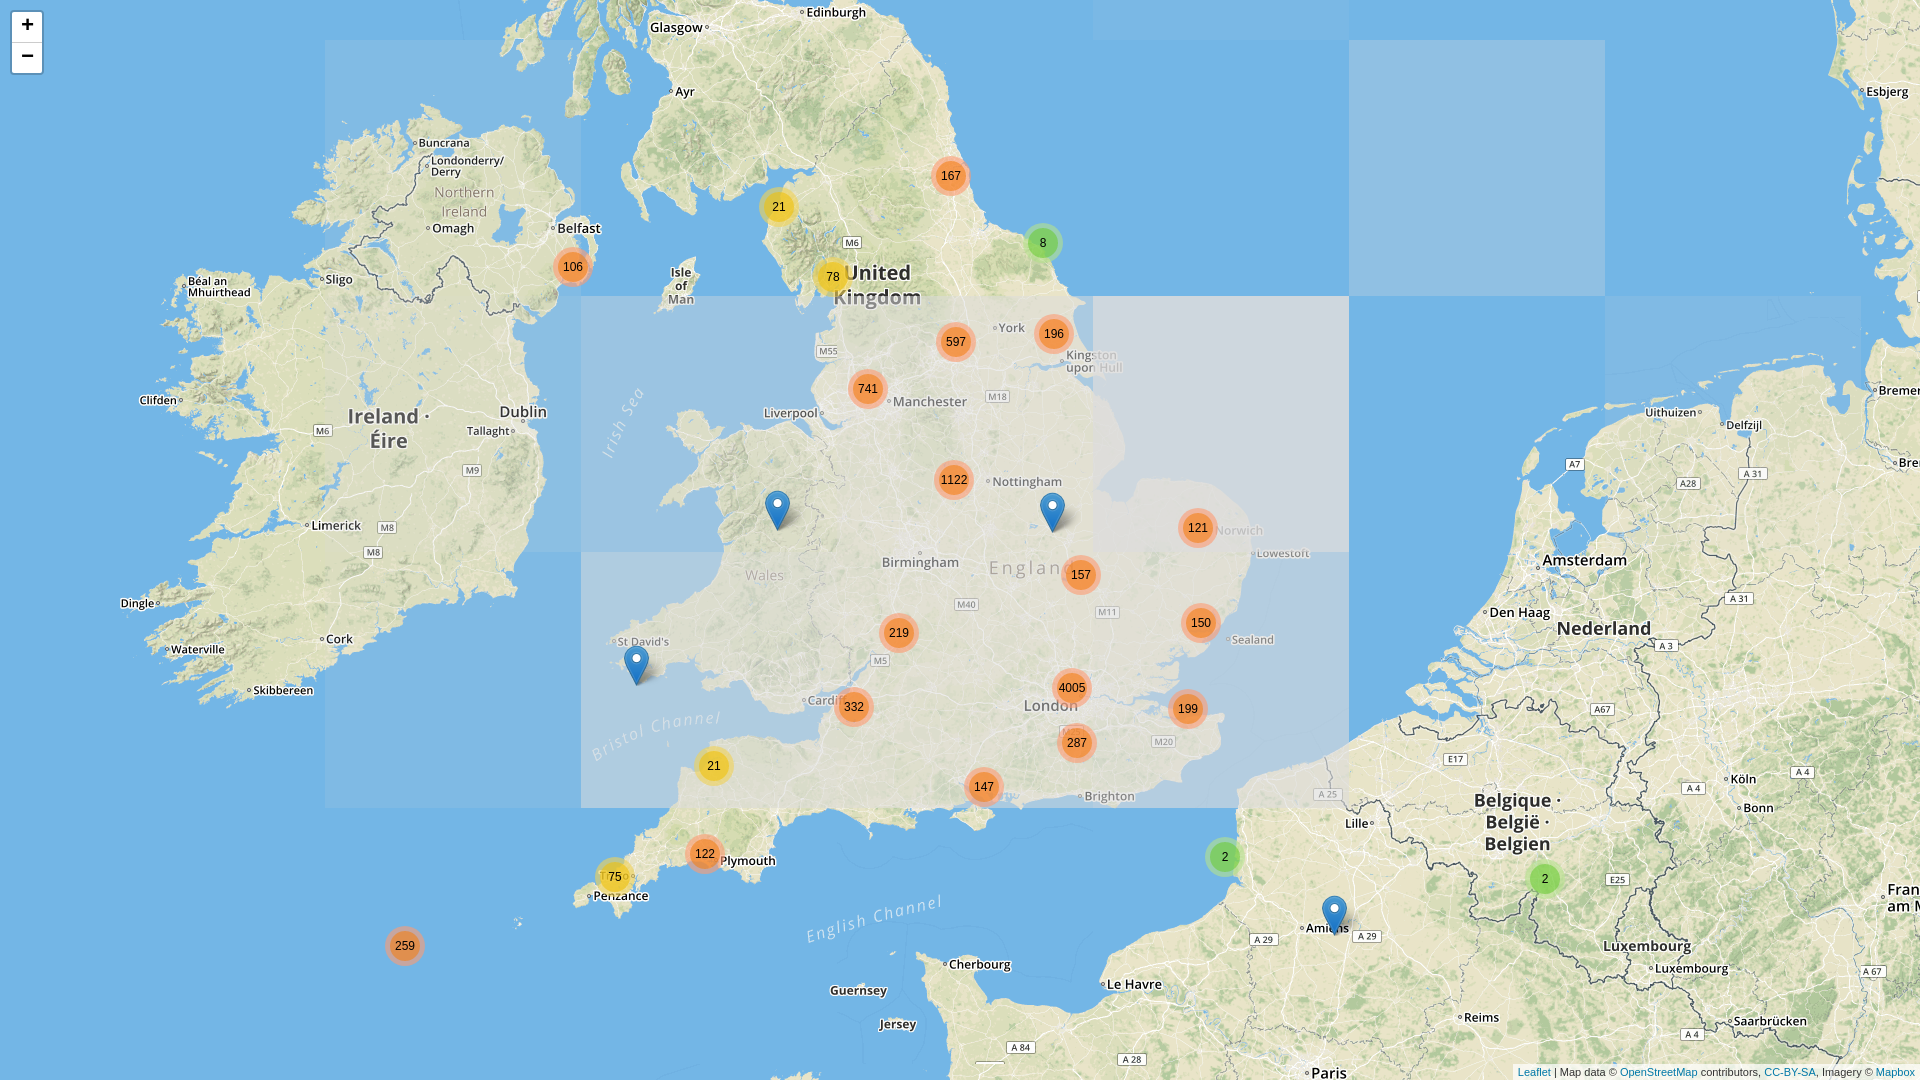 +
−
Glasgow
Edinburgh
Ayr
Esbjerg
Buncrana
Londonderry/
Derry
Northern
Ireland
Omagh
Belfast
167
21
M6
8
106
78
United
Kingdom
Isle
of
Man
Sligo
Béal an
Mhuirthead
York
196
597
M55
Kingston
upon Hull
741
Manchester
M18
Liverpool
Clifden
Ireland ·
Éire
Dublin
Tallaght
M6
M9
Irish Sea
Uithuizen
Delfzijl
A7
A 31
A28
1122
Nottingham
121
Norwich
Lowestoft
Limerick
M8
M8
Birmingham
England
157
Wales
Amsterdam
Dingle
M40
M11
A 31
Den Haag
Nederland
219
150
Sealand
St David's
Cork
Waterville
Skibbereen
M5
A 3
4005
London
199
332
Cardiff
Bristol Channel
287
M20
A67
E17
21
147
Brighton
A 25
Köln
A 4
A 4
Bonn
Belgique ·
België ·
Belgien
Lille
122
Plymouth
75
Penzance
2
2
E25
259
English Channel
Amiens
A 29
A 29
Luxembourg
Luxembourg
A 67
Cherbourg
Guernsey
Le Havre
Jersey
Reims
Saarbrücken
A 4
A 84
A 28
Paris
Leaflet | Map data © OpenStreetMap contributors, CC-BY-SA, Imagery © Mapbox